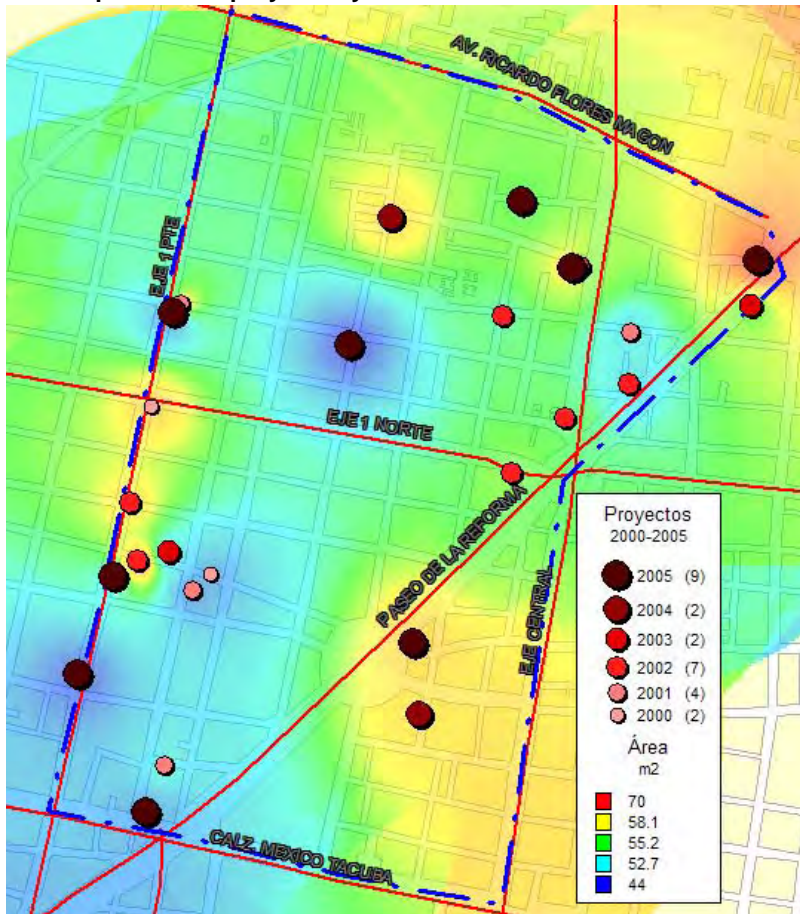 AV. RICARDO FLORES MAGON
EJE 1 PTE
EJE 1 NORTE
PASEO DE LA REFORMA
EJE CENTRAL
CALZ. MEXICO TACUBA
Proyectos
2000-2005
2005 (9)
2004 (2)
2003 (2)
2002 (7)
2001 (4)
2000 (2)
Área
m2
70
58.1
55.2
52.7
44